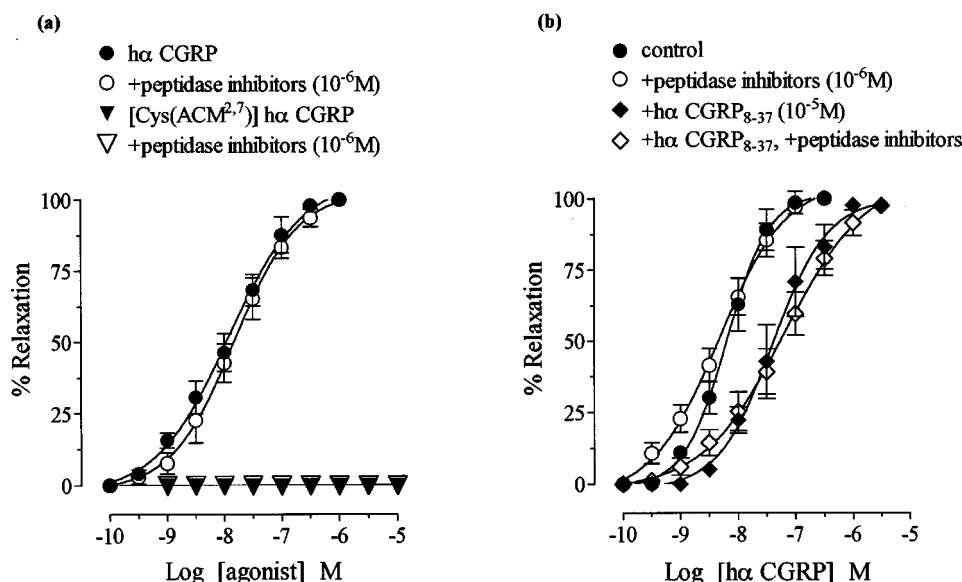 (a)
● hα CGRP
○ +peptidase inhibitors (10⁻⁶M)
▼ [Cys(ACM²,⁷)] hα CGRP
▽ +peptidase inhibitors (10⁻⁶M)
100
75
50
25
0
% Relaxation
-10 -9 -8 -7 -6 -5
Log [agonist] M
(b)
● control
○ +peptidase inhibitors (10⁻⁶M)
◆ +hα CGRP₈₋₃₇ (10⁻⁵M)
◇ +hα CGRP₈₋₃₇, +peptidase inhibitors
100
75
50
25
0
% Relaxation
-10 -9 -8 -7 -6 -5
Log [hα CGRP] M